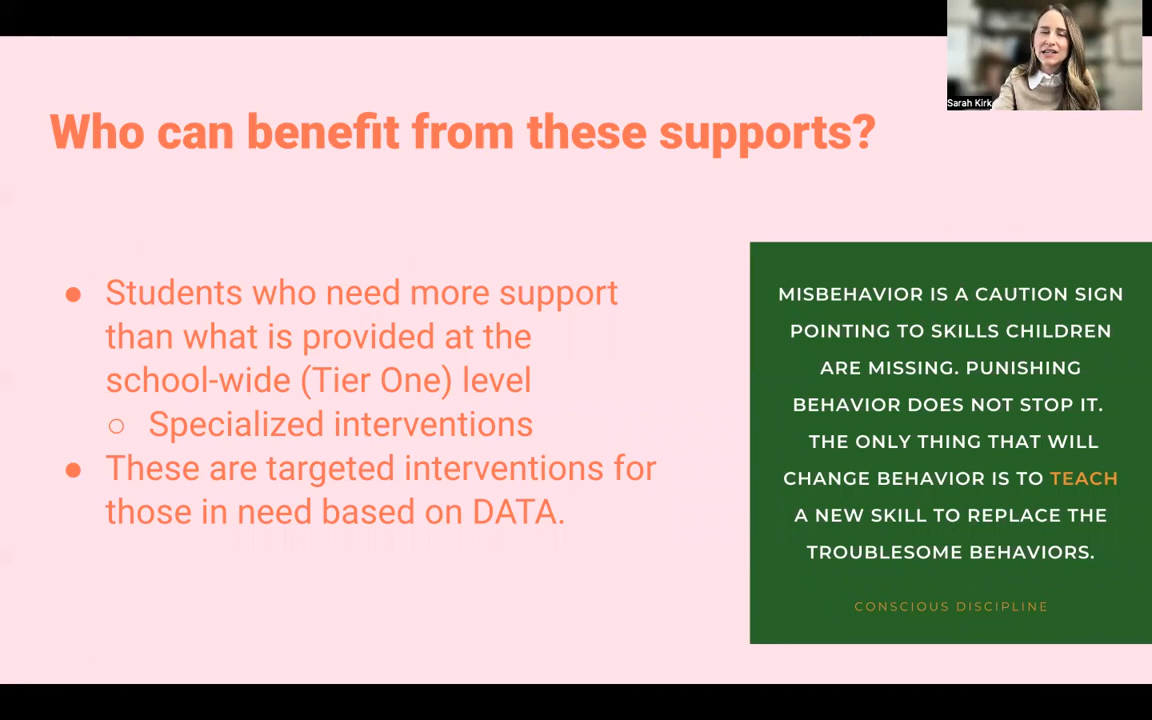 Sarah Kirk
Who can benefit from these supports?
● Students who need more support
than what is provided at the
school-wide (Tier One) level
○ Specialized interventions
● These are targeted interventions for
those in need based on DATA.
MISBEHAVIOR IS A CAUTION SIGN
POINTING TO SKILLS CHILDREN
ARE MISSING. PUNISHING
BEHAVIOR DOES NOT STOP IT.
THE ONLY THING THAT WILL
CHANGE BEHAVIOR IS TO TEACH
A NEW SKILL TO REPLACE THE
TROUBLESOME BEHAVIORS.
CONSCIOUS DISCIPLINE